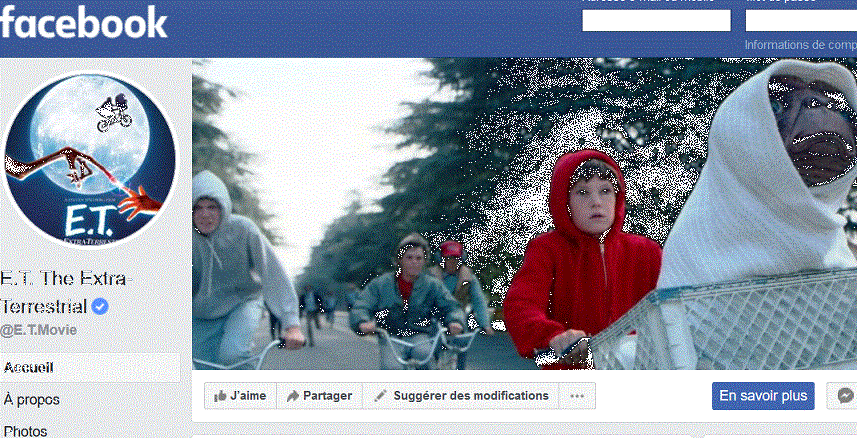 facebook
Informations de comp
E.T.
E.T. The Extra-
Terrestrial
@E.T.Movie
Accueil
À propos
Photos
J'aime
Partager
Suggérer des modifications
En savoir plus